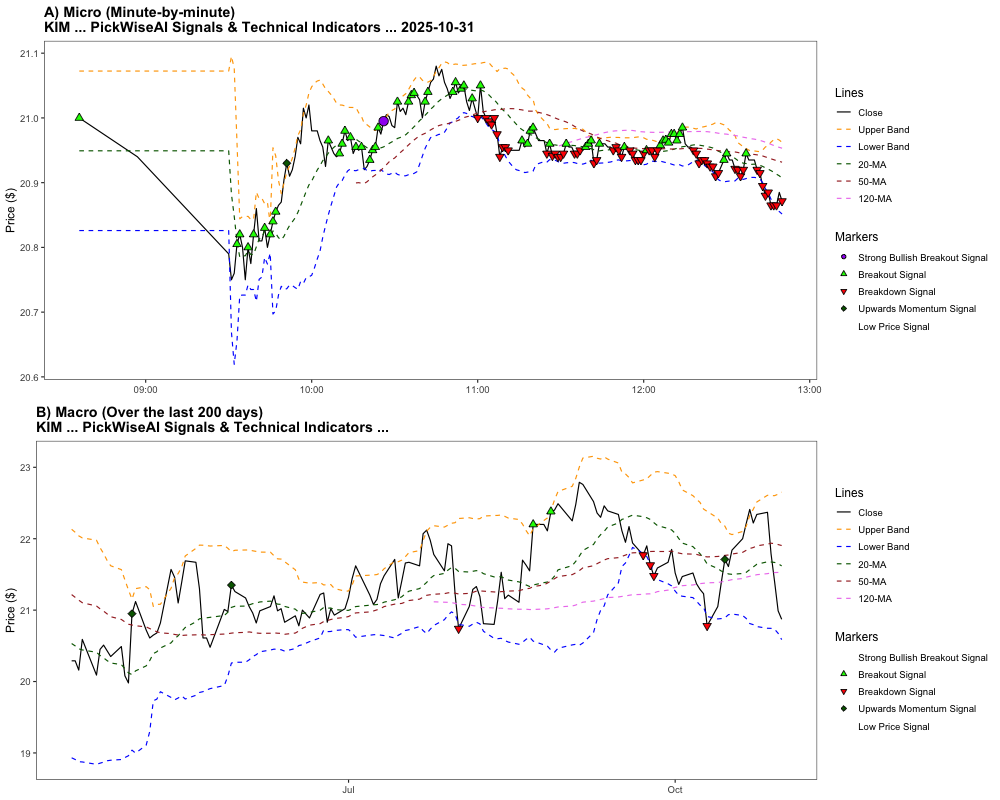 A) Micro (Minute-by-minute)
KIM ... PickWiseAI Signals & Technical Indicators ... 2025-10-31
Price ($)
21.1
21.0
20.9
20.8
20.7
20.6
09:00
10:00
11:00
12:00
13:00
Lines
Close
Upper Band
Lower Band
20-MA
50-MA
120-MA
Markers
Strong Bullish Breakout Signal
Breakout Signal
Breakdown Signal
Upwards Momentum Signal
Low Price Signal
B) Macro (Over the last 200 days)
KIM ... PickWiseAI Signals & Technical Indicators ...
Price ($)
23
22
21
20
19
Jul
Oct
Lines
Close
Upper Band
Lower Band
20-MA
50-MA
120-MA
Markers
Strong Bullish Breakout Signal
Breakout Signal
Breakdown Signal
Upwards Momentum Signal
Low Price Signal